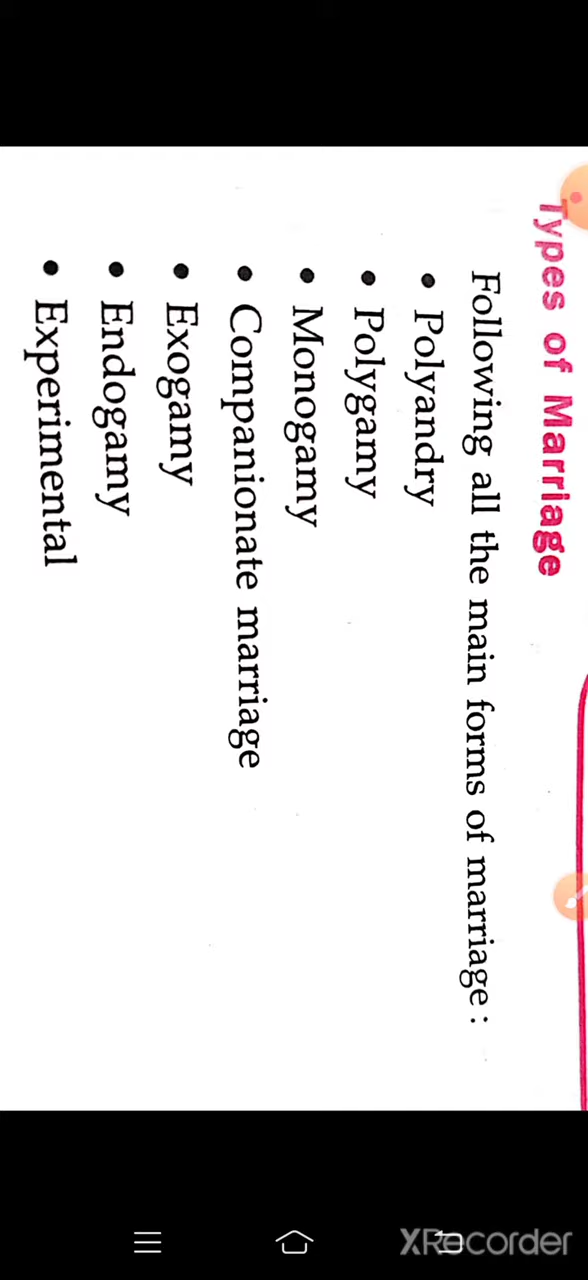 Types of Marriage
Following all the main forms of marriage :
• Polyandry
• Polygamy
• Monogamy
• Companionate marriage
• Exogamy
• Endogamy
• Experimental
XRecorder